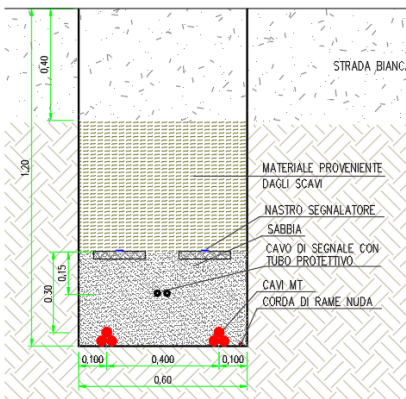 0,40
STRADA BIANCA
1,20
MATERIALE PROVENIENTE
DAGLI SCAVI
NASTRO SEGNALATORE
SABBIA
CAVO DI SEGNALE CON
TUBO PROTETTIVO
0,15
0,30
CAVI MT
CORDA DI RAME NUDA
0,100
0,400
0,100
0,60